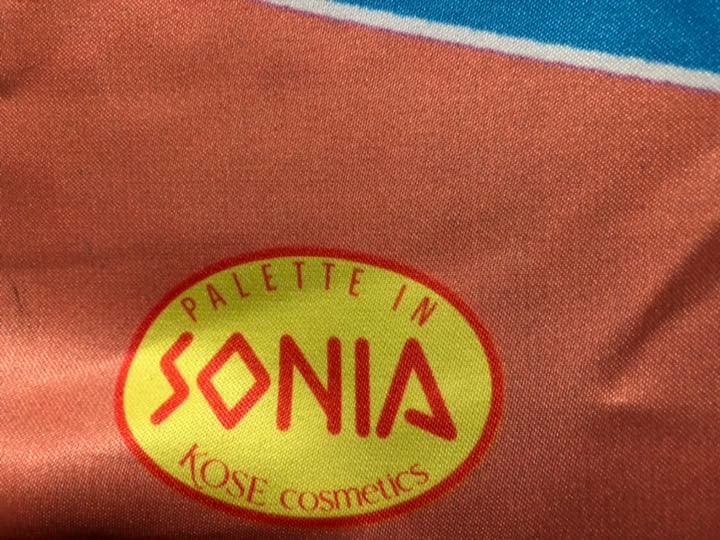 PALETTE IN
SONIA
KOSE cosmetics